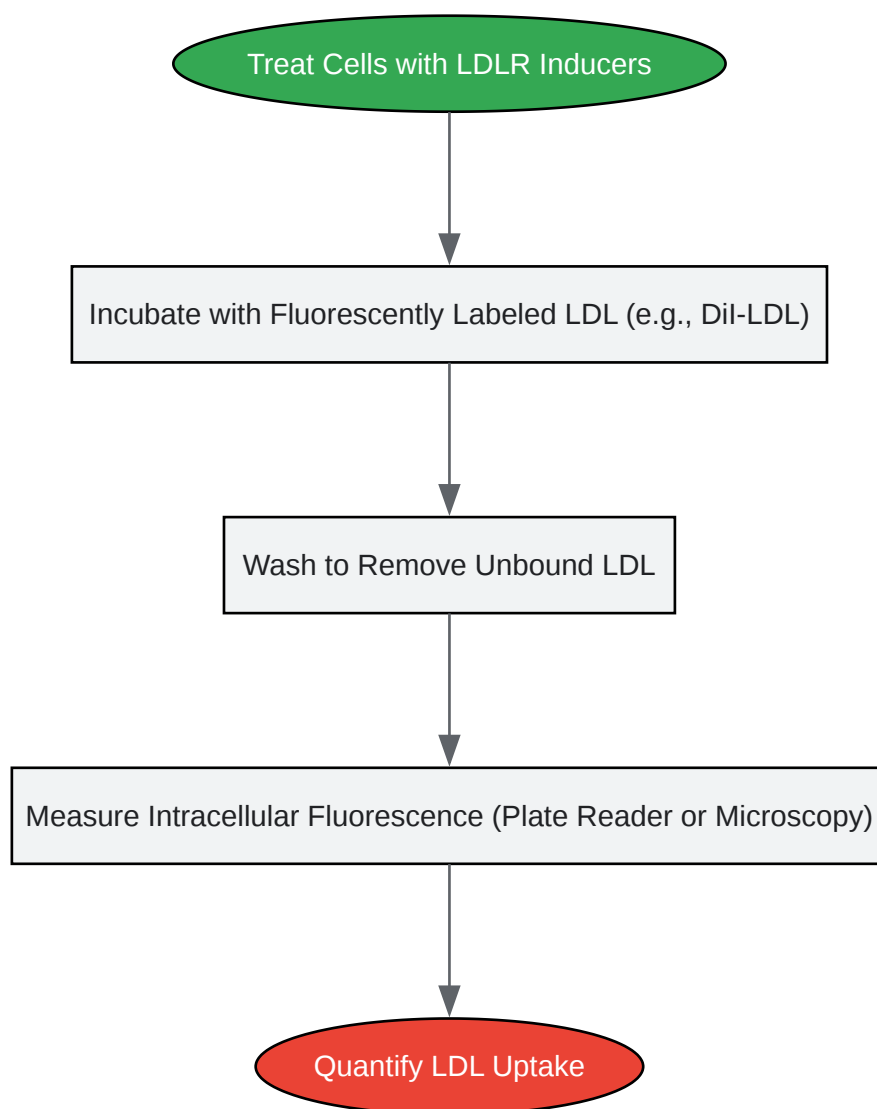 Treat Cells with LDLR Inducers
Incubate with Fluorescently Labeled LDL (e.g., DiI-LDL)
Wash to Remove Unbound LDL
Measure Intracellular Fluorescence (Plate Reader or Microscopy)
Quantify LDL Uptake